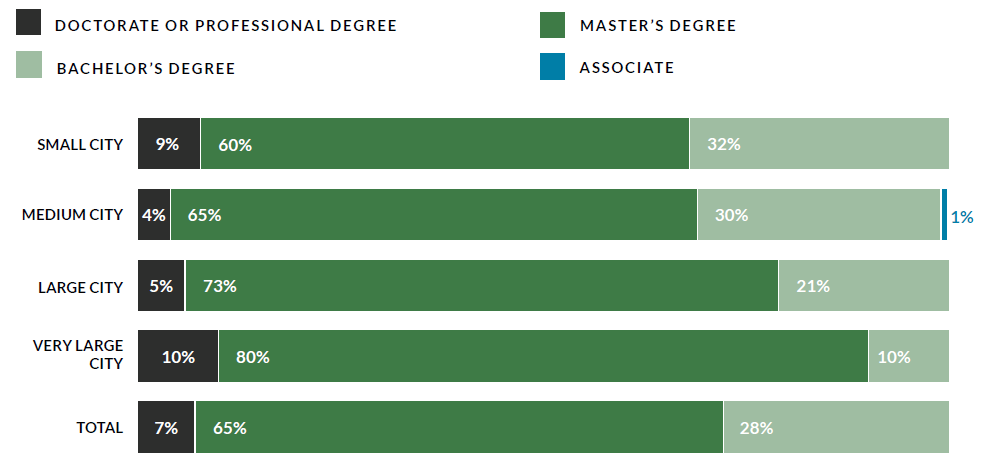 DOCTORATE OR PROFESSIONAL DEGREE
MASTER'S DEGREE
BACHELOR'S DEGREE
ASSOCIATE
SMALL CITY 9% 60% 32%
MEDIUM CITY 4% 65% 30% 1%
LARGE CITY 5% 73% 21%
VERY LARGE
CITY
10% 80% 10%
TOTAL 7% 65% 28%